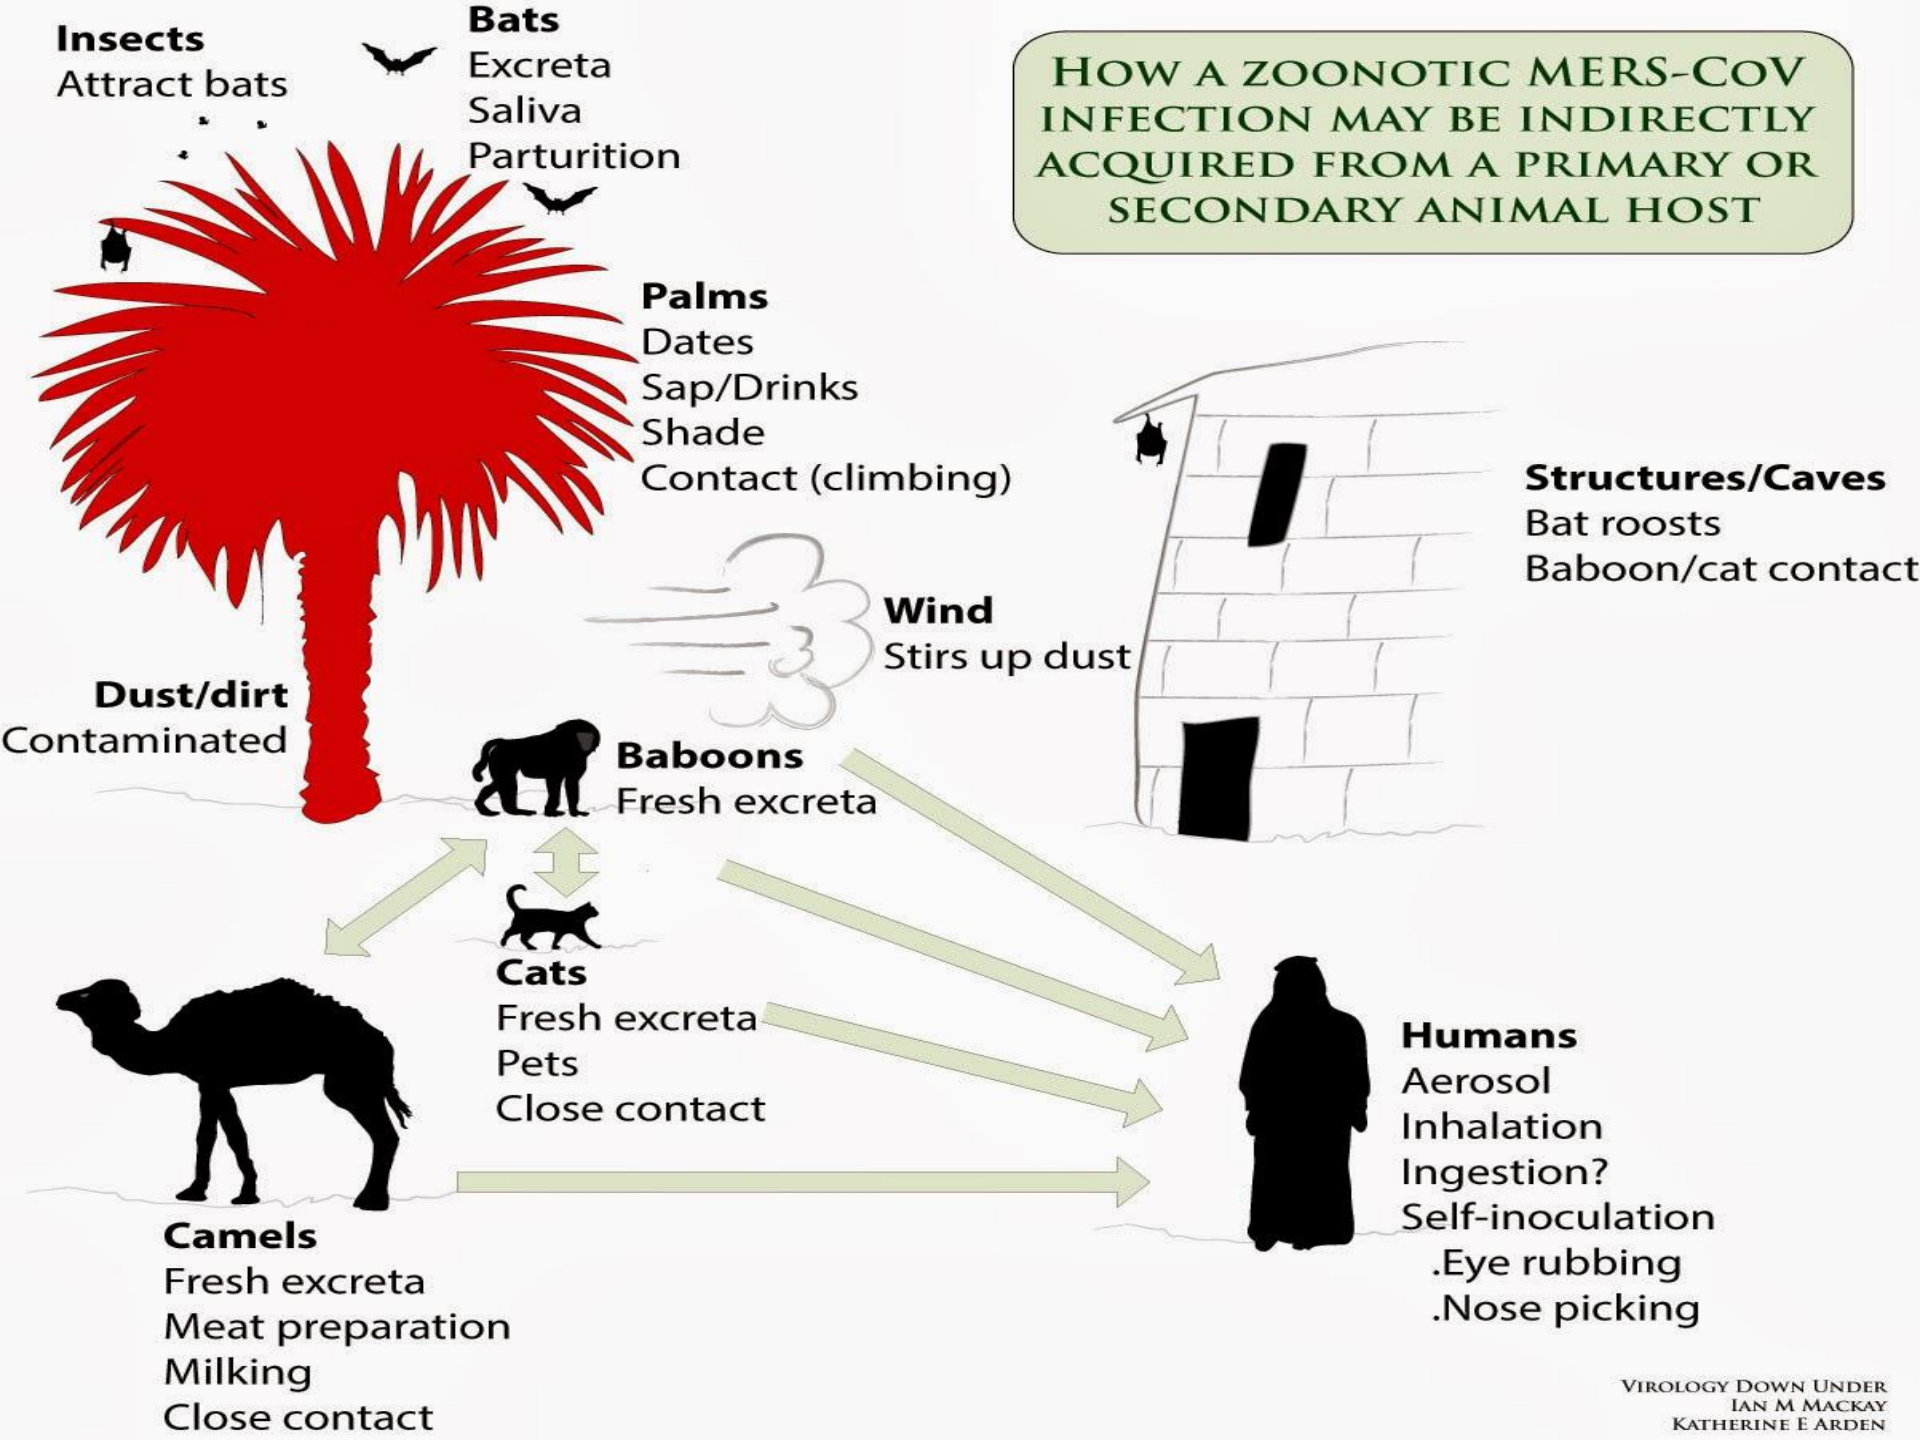 Insects
Attract bats
Bats
Excreta
Saliva
Parturition
HOW A ZOONOTIC MERS-COV
INFECTION MAY BE INDIRECTLY
ACQUIRED FROM A PRIMARY OR
SECONDARY ANIMAL HOST
Palms
Dates
Sap/Drinks
Shade
Contact (climbing)
Structures/Caves
Bat roosts
Baboon/cat contact
Wind
Stirs up dust
Dust/dirt
Contaminated
Baboons
Fresh excreta
Cats
Fresh excreta
Pets
Close contact
Humans
Aerosol
Inhalation
Ingestion?
Self-inoculation
.Eye rubbing
.Nose picking
Camels
Fresh excreta
Meat preparation
Milking
Close contact
VIROLOGY DOWN UNDER
IAN M MACKAY
KATHERINE E ARDEN